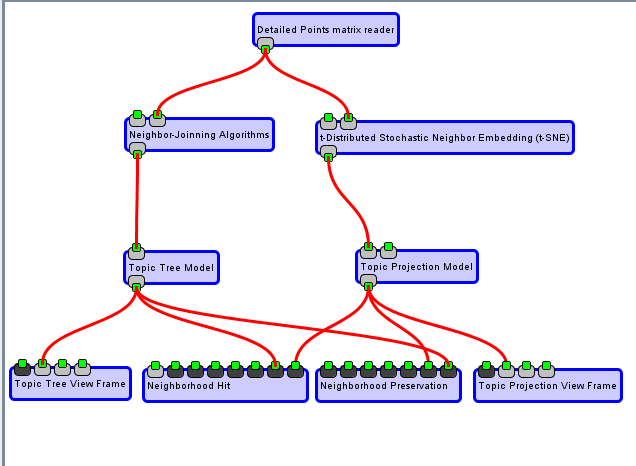 Detailed Points matrix reader
Neighbor-Joinning Algorithms
t-Distributed Stochastic Neighbor Embedding (t-SNE)
Topic Tree Model
Topic Projection Model
Topic Tree View Frame
Neighborhood Hit
Neighborhood Preservation
Topic Projection View Frame